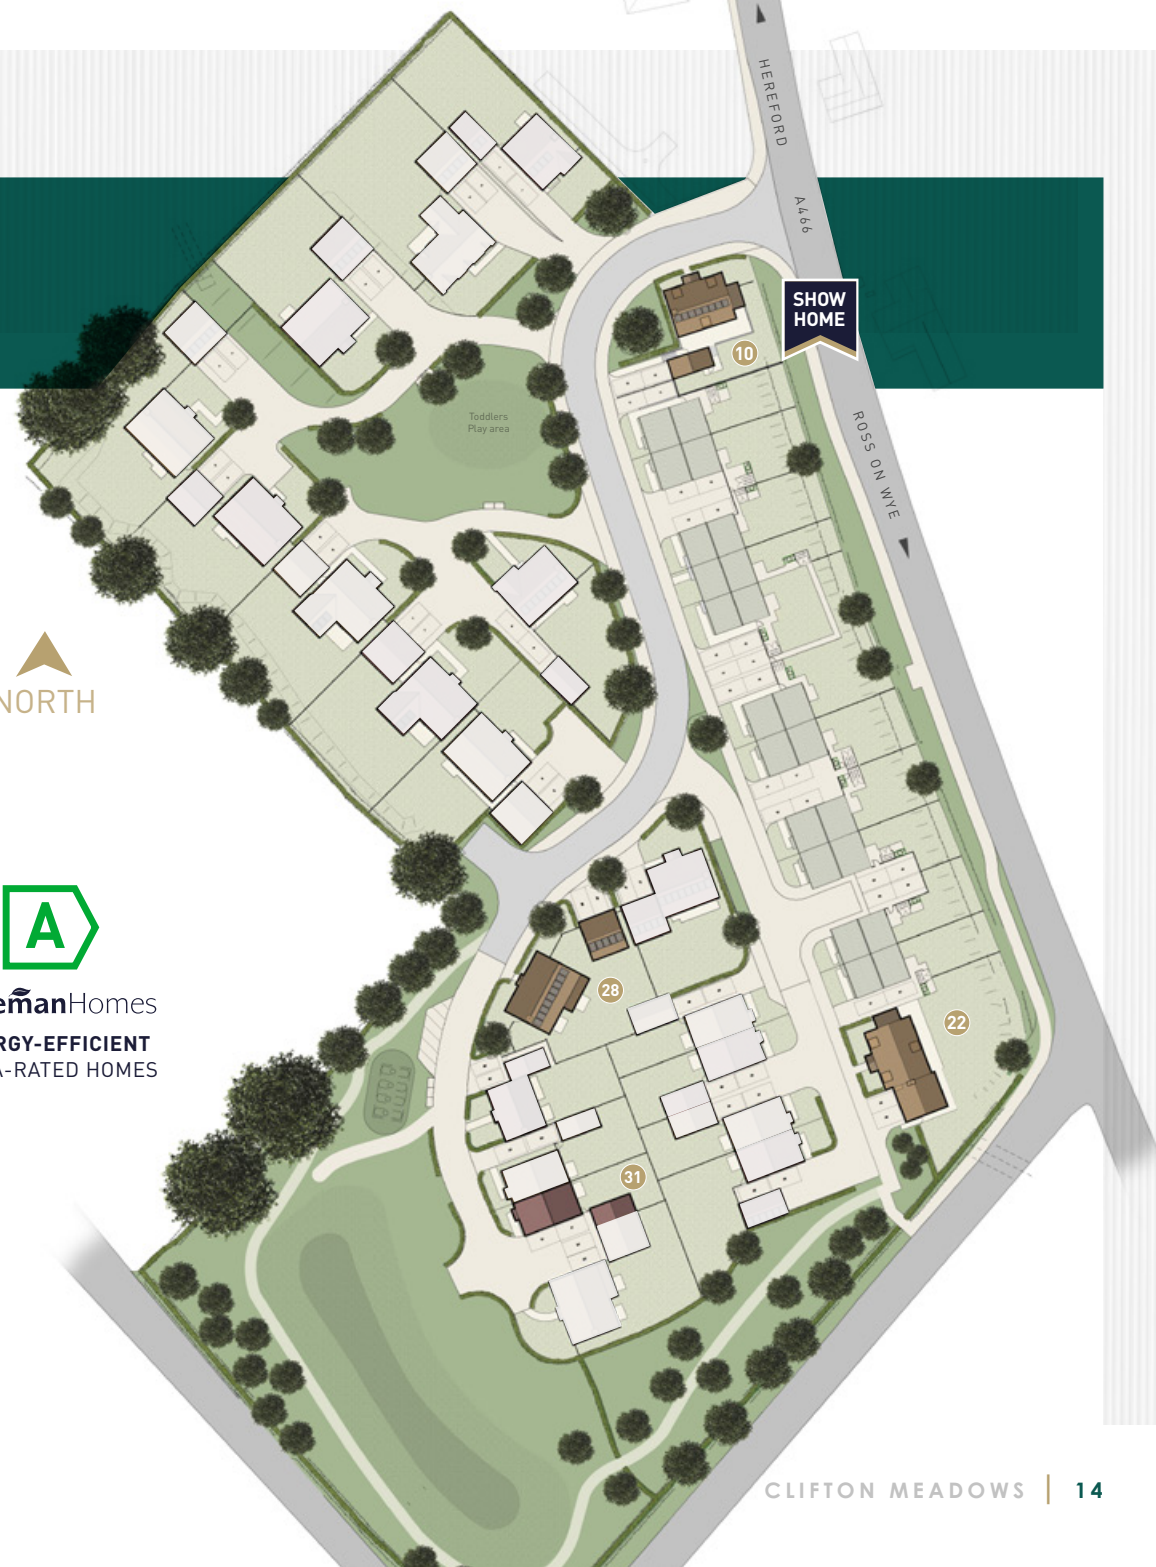 HEREFORD
A466
SHOW
HOME
10
ROSS ON WYE
Toddlers
Play area
NORTH
A
emanHomes
RGY-EFFICIENT
A-RATED HOMES
28
22
31
CLIFTON MEADOWS | 14